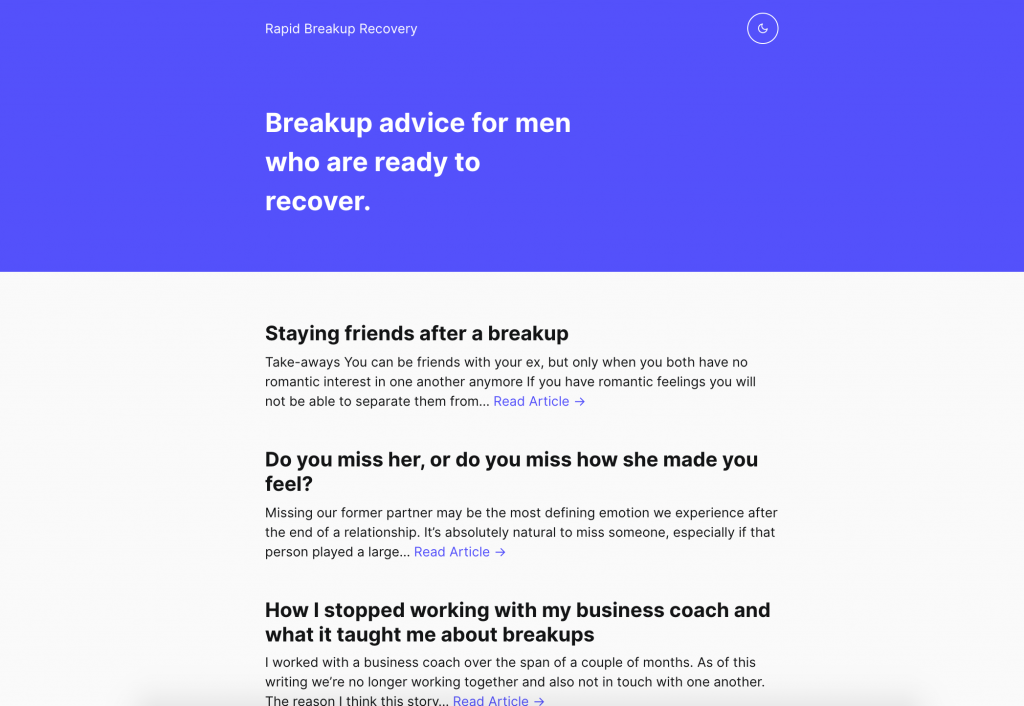 Rapid Breakup Recovery
Breakup advice for men
who are ready to
recover.
Staying friends after a breakup
Take-aways You can be friends with your ex, but only when you both have no
romantic interest in one another anymore If you have romantic feelings you will
not be able to separate them from... Read Article →
Do you miss her, or do you miss how she made you
feel?
Missing our former partner may be the most defining emotion we experience after
the end of a relationship. It’s absolutely natural to miss someone, especially if that
person played a large... Read Article →
How I stopped working with my business coach and
what it taught me about breakups
I worked with a business coach over the span of a couple of months. As of this
writing we’re no longer working together and also not in touch with one another.
The reason I think this story... Read Article →